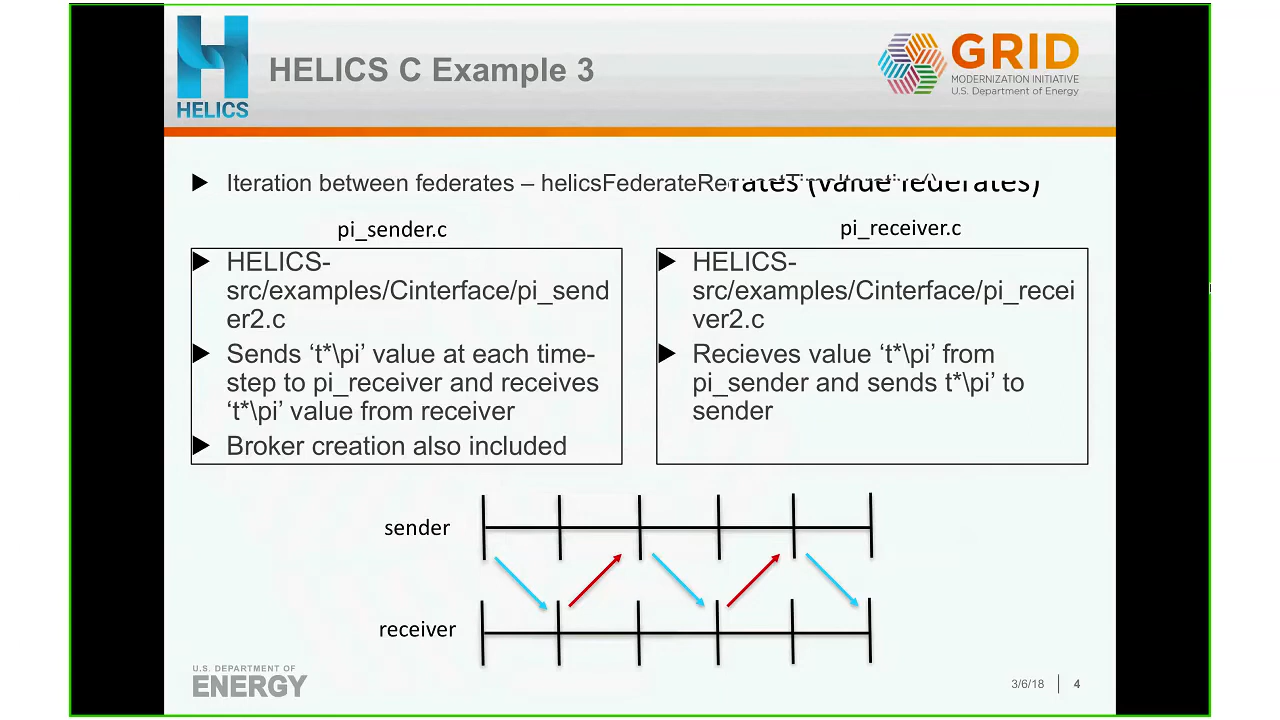 HELICS
HELICS C Example 3
GRID
MODERNIZATION INITIATIVE
U.S. Department of Energy
Iteration between federates – (value federates)
pi_sender.c
HELICS-
src/examples/Cinterface/pi_send
er2.c
Sends ‘t*\pi’ value at each time-
step to pi_receiver and receives
‘t*\pi’ value from receiver
Broker creation also included
pi_receiver.c
HELICS-
src/examples/Cinterface/pi_recei
ver2.c
Recieves value ‘t*\pi’ from
pi_sender and sends t*\pi’ to
sender
sender
receiver
U.S. DEPARTMENT OF
ENERGY
3/6/18
4